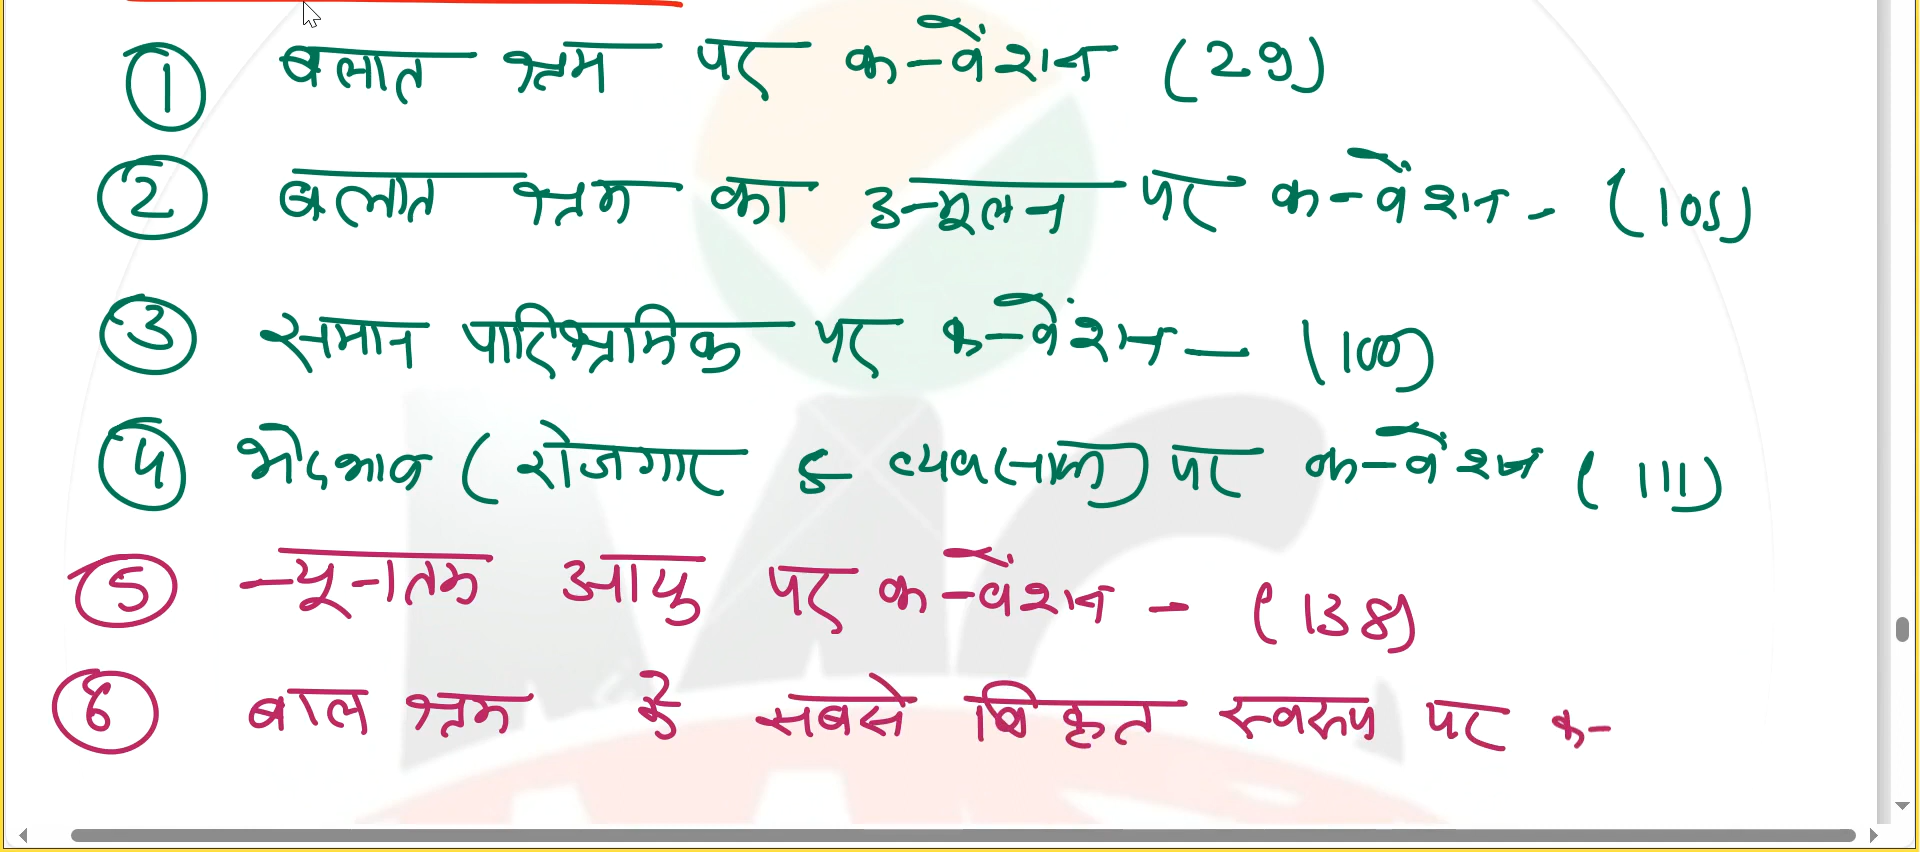 ① बलात श्रम पर कन्वेंशन (29)
② बलात श्रम का उन्मूलन पर कन्वेंशन - (105)
③ समान पारिश्रमिक पर कन्वेंशन - (100)
④ भेदभाव (रोजगार & व्यवसाय) पर कन्वेंशन (111)
⑤ न्यूनतम आयु पर कन्वेंशन - (138)
⑥ बाल श्रम के सबसे विकृत स्वरूप पर कन्